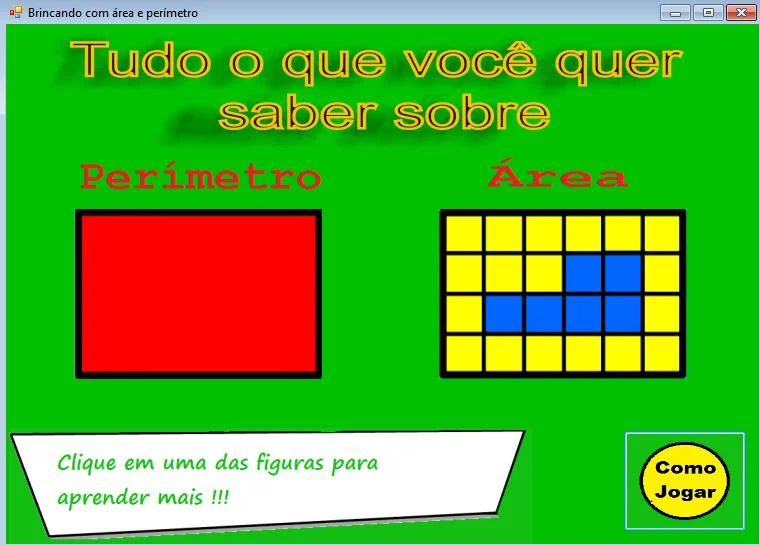 Brincando com área e perímetro
Tudo o que você quer
saber sobre
Perímetro
Área
Clique em uma das figuras para
aprender mais !!!
Como
Jogar